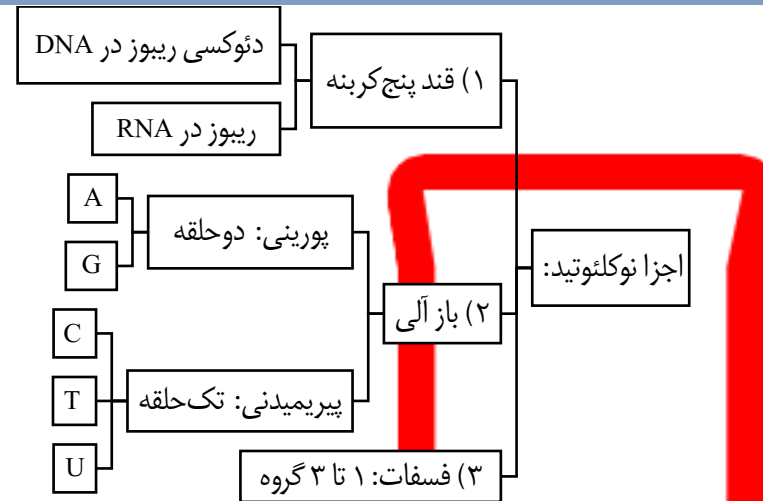 اجزا نوکلئوتید:
۱) قند پنج‌کربنه
دئوکسی ریبوز در DNA
ریبوز در RNA
۲) باز آلی
پورینی: دوحلقه
A
G
پیریمیدنی: تک‌حلقه
C
T
U
۳) فسفات: ۱ تا ۳ گروه